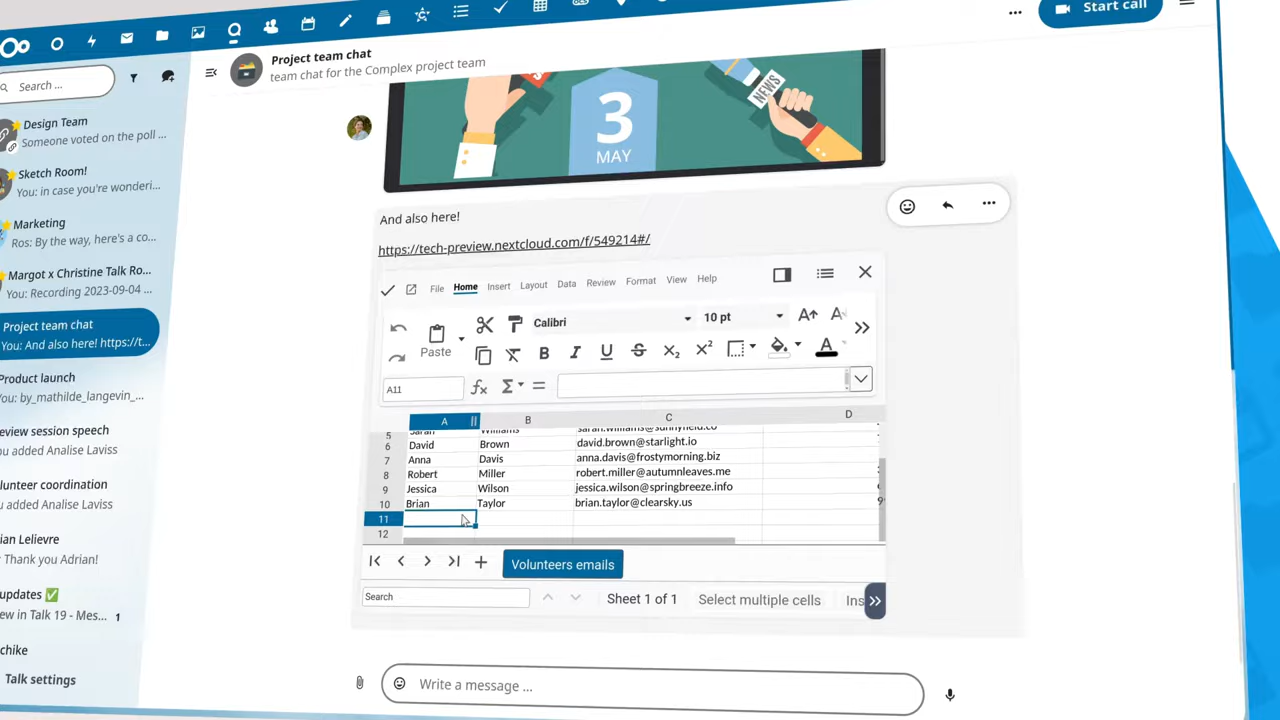 Start call
Project team chat
team chat for the Complex project team
Search ...
Design Team
Someone voted on the poll ...
Sketch Room!
You: in case you're wonderi...
Marketing
Ros: By the way, here's a co...
Margot x Christine Talk Ro...
You: Recording 2023-09-04 ...
Project team chat
You: And also here! https://t...
Product launch
You: by_mathilde_langevin_...
eview session speech
u added Analise Laviss
lunteer coordination
u added Analise Laviss
ian Lelievre
Thank you Adrian!
updates ✅
ew in Talk 19 - Mes... 1
chike
Talk settings
NEWS
3
MAY
And also here!
https://tech-preview.nextcloud.com/f/549214#/
File Home Insert Layout Data Review Format View Help
Paste
Calibri 10 pt
A11
A B C D
5 Sarah Williams sarah.williams@sunnyfield.co
6 David Brown david.brown@starlight.io
7 Anna Davis anna.davis@frostymorning.biz
8 Robert Miller robert.miller@autumnleaves.me
9 Jessica Wilson jessica.wilson@springbreeze.info
10 Brian Taylor brian.taylor@clearsky.us
11
12
Volunteers emails
Search Sheet 1 of 1 Select multiple cells Ins
Write a message ...